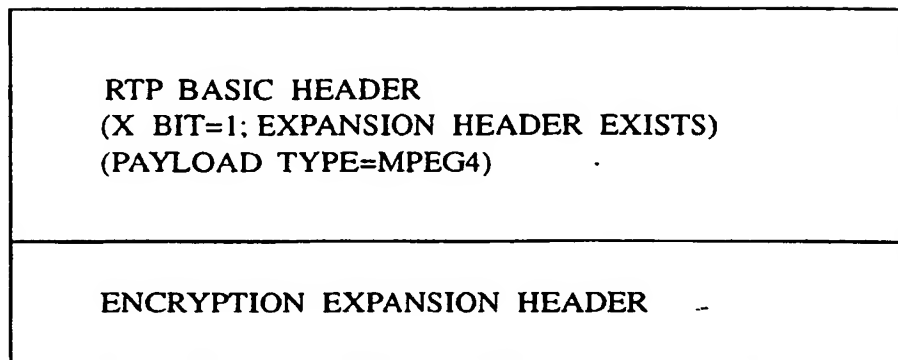 RTP BASIC HEADER
(X BIT=1; EXPANSION HEADER EXISTS)
(PAYLOAD TYPE=MPEG4)
ENCRYPTION EXPANSION HEADER